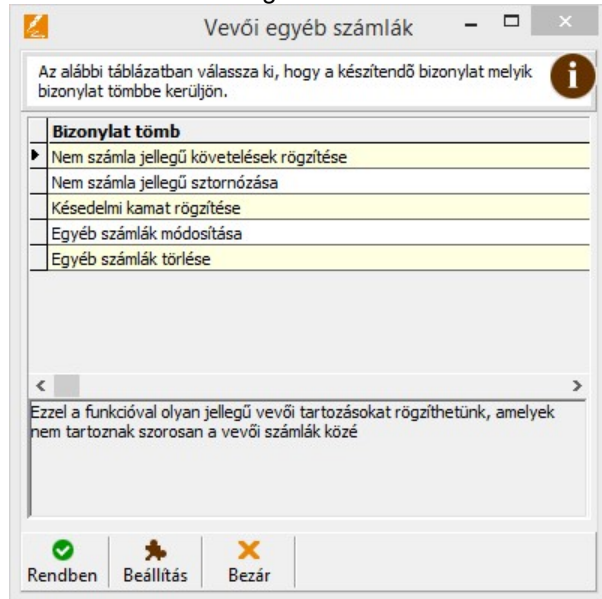 Vevői egyéb számlák
Az alábbi táblázatban válassza ki, hogy a készítendő bizonylat melyik
bizonylat tömbbe kerüljön.
Bizonylat tömb
Nem számla jellegű követelések rögzítése
Nem számla jellegű sztornózása
Késedelmi kamat rögzítése
Egyéb számlák módosítása
Egyéb számlák törlése
Ezzel a funkcióval olyan jellegű vevői tartozásokat rögzíthetünk, amelyek
nem tartoznak szorosan a vevői számlák közé
Rendben Beállítás Bezár